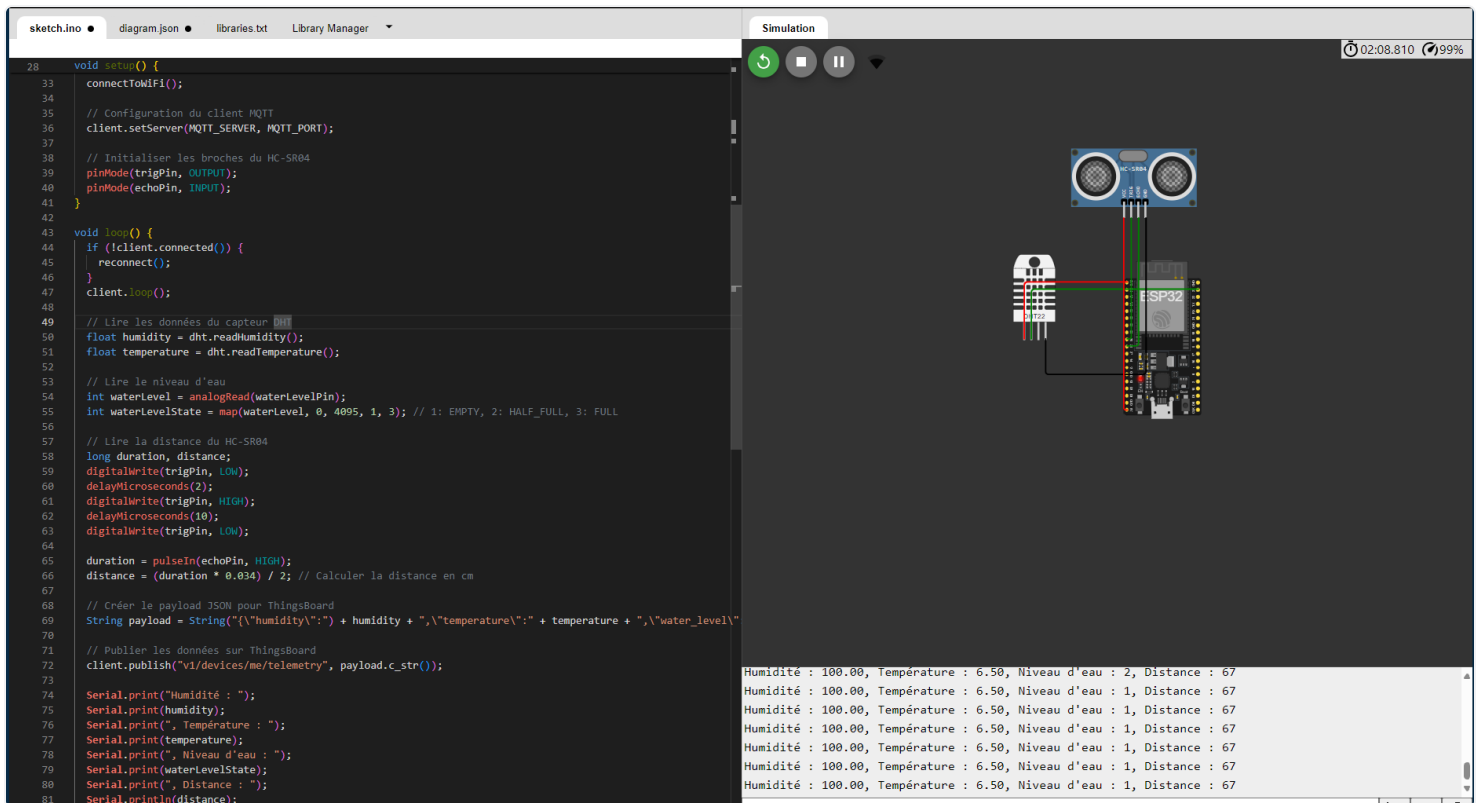 sketch.ino ● diagram.json ● libraries.txt Library Manager
28 void setup() {
33 connectToWiFi();
34
35 // Configuration du client MQTT
36 client.setServer(MQTT_SERVER, MQTT_PORT);
37
38 // Initialiser les broches du HC-SR04
39 pinMode(trigPin, OUTPUT);
40 pinMode(echoPin, INPUT);
41 }
42
43 void loop() {
44 if (!client.connected()) {
45 reconnect();
46 }
47 client.loop();
48
49 // Lire les données du capteur DHT
50 float humidity = dht.readHumidity();
51 float temperature = dht.readTemperature();
52
53 // Lire le niveau d'eau
54 int waterLevel = analogRead(waterLevelPin);
55 int waterLevelState = map(waterLevel, 0, 4095, 1, 3); // 1: EMPTY, 2: HALF_FULL, 3: FULL
56
57 // Lire la distance du HC-SR04
58 long duration, distance;
59 digitalWrite(trigPin, LOW);
60 delayMicroseconds(2);
61 digitalWrite(trigPin, HIGH);
62 delayMicroseconds(10);
63 digitalWrite(trigPin, LOW);
64
65 duration = pulseIn(echoPin, HIGH);
66 distance = (duration * 0.034) / 2; // Calculer la distance en cm
67
68 // Créer le payload JSON pour ThingsBoard
69 String payload = String("{\"humidity\":") + humidity + ",\"temperature\":" + temperature + ",\"water_level\"
70
71 // Publier les données sur ThingsBoard
72 client.publish("v1/devices/me/telemetry", payload.c_str());
73
74 Serial.print("Humidité : ");
75 Serial.print(humidity);
76 Serial.print(", Température : ");
77 Serial.print(temperature);
78 Serial.print(", Niveau d'eau : ");
79 Serial.print(waterLevelState);
80 Serial.print(", Distance : ");
81 Serial.println(distance);
Simulation
02:08.810 99%
HC-SR04
VCC
TRIG
ECHO
GND
DHT22
ESP32
Humidité : 100.00, Température : 6.50, Niveau d'eau : 2, Distance : 67
Humidité : 100.00, Température : 6.50, Niveau d'eau : 1, Distance : 67
Humidité : 100.00, Température : 6.50, Niveau d'eau : 1, Distance : 67
Humidité : 100.00, Température : 6.50, Niveau d'eau : 1, Distance : 67
Humidité : 100.00, Température : 6.50, Niveau d'eau : 1, Distance : 67
Humidité : 100.00, Température : 6.50, Niveau d'eau : 1, Distance : 67
Humidité : 100.00, Température : 6.50, Niveau d'eau : 1, Distance : 67